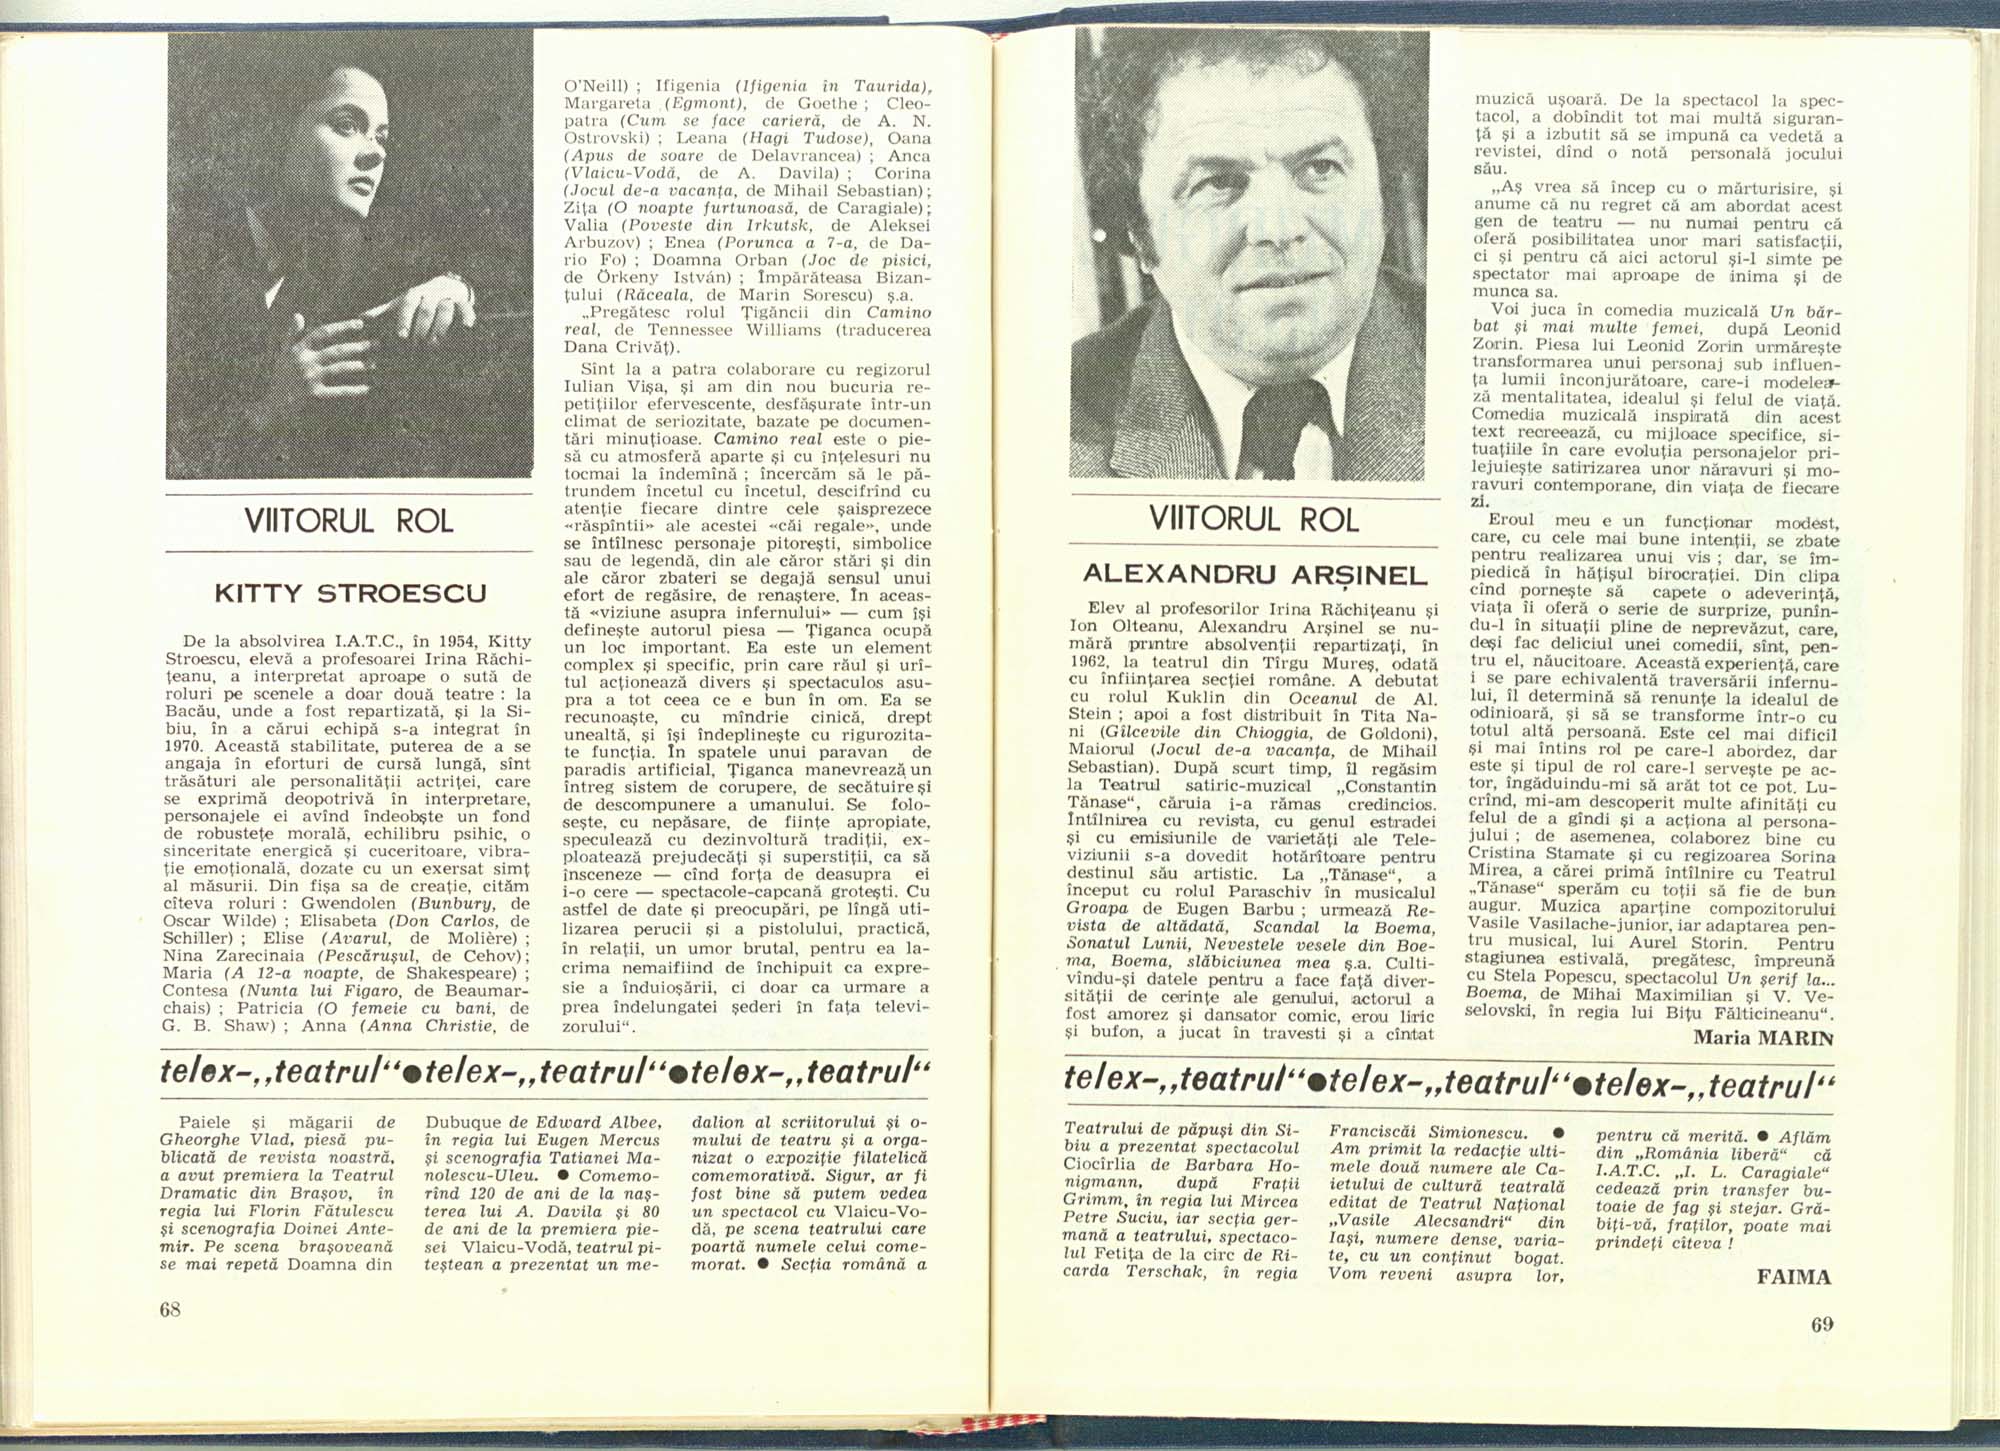 VIITORUL ROL
KITTY STROESCU
De la absolvirea I.A.T.C., în 1954, Kitty
Stroescu, elevă a profesoarei Irina Răchi-
țeanu, a interpretat aproape o sută de
roluri pe scenele a doar două teatre : la
Bacău, unde a fost repartizată, și la Si-
biu, în a cărui echipă s-a integrat în
1970. Această stabilitate, puterea de a se
angaja în eforturi de cursă lungă, sînt
trăsături ale personalității actriței, care
se exprimă deopotrivă în interpretare,
personajele ei avînd îndeobște un fond
de robustețe morală, echilibru psihic, o
sinceritate energică și cuceritoare, vibra-
ție emoțională, dozate cu un exersat simț
al măsurii. Din fișa sa de creație, cităm
cîteva roluri : Gwendolen (Bunbury, de
Oscar Wilde) ; Elisabeta (Don Carlos, de
Schiller) ; Elise (Avarul, de Molière) ;
Nina Zarecinaia (Pescărușul, de Cehov) ;
Maria (A 12-a noapte, de Shakespeare) ;
Contesa (Nunta lui Figaro, de Beaumar-
chais) ; Patricia (O femeie cu bani, de
G. B. Shaw) ; Anna (Anna Christie, de
O'Neill) ; Ifigenia (Ifigenia în Taurida),
Margareta (Egmont), de Goethe ; Cleo-
patra (Cum se face carieră, de A. N.
Ostrovski) ; Leana (Hagi Tudose), Oana
(Apus de soare de Delavrancea) ; Anca
(Vlaicu-Vodă, de A. Davila) ; Corina
(Jocul de-a vacanța, de Mihail Sebastian) ;
Zița (O noapte furtunoasă, de Caragiale) ;
Valia (Poveste din Irkutsk, de Aleksei
Arbuzov) ; Enea (Porunca a 7-a, de Da-
rio Fo) ; Doamna Orban (Joc de pisici,
de Örkeny István) ; Împărăteasa Bizan-
țului (Răceala, de Marin Sorescu) ș.a.
„Pregătesc rolul Țigăncii din Camino
real, de Tennessee Williams (traducerea
Dana Crivăț).
Sînt la a patra colaborare cu regizorul
Iulian Vișa, și am din nou bucuria re-
petițiilor efervescente, desfășurate într-un
climat de seriozitate, bazate pe documen-
tări minuțioase. Camino real este o pie-
să cu atmosferă aparte și cu înțelesuri nu
tocmai la îndemînă ; încercăm să le pă-
trundem încetul cu încetul, descifrînd cu
atenție fiecare dintre cele șaisprezece
«răspîntii» ale acestei «căi regale», unde
se întîlnesc personaje pitorești, simbolice
sau de legendă, din ale căror stări și din
ale căror zbateri se degajă sensul unui
efort de regăsire, de renaștere. În aceas-
tă «viziune asupra infernului» — cum își
definește autorul piesa — Țiganca ocupă
un loc important. Ea este un element
complex și specific, prin care răul și urî-
tul acționează divers și spectaculos asu-
pra a tot ceea ce e bun în om. Ea se
recunoaște, cu mîndrie cinică, drept
unealtă, și își îndeplinește cu rigurozita-
te funcția. În spatele unui paravan de
paradis artificial, Țiganca manevrează un
întreg sistem de corupere, de secătuire și
de descompunere a umanului. Se folo-
sește, cu nepăsare, de ființe apropiate,
speculează cu dezinvoltură tradiții, ex-
ploatează prejudecăți și superstiții, ca să
însceneze — cînd forța de deasupra ei
i-o cere — spectacole-capcană grotești. Cu
astfel de date și preocupări, pe lîngă uti-
lizarea perucii și a pistolului, practică,
în relații, un umor brutal, pentru ea la-
crima nemaifiind de închipuit ca expre-
sie a înduioșării, ci doar ca urmare a
prea îndelungatei șederi în fața televi-
zorului“.
telex-„teatrul“●telex-„teatrul“●telex-„teatrul“
Paiele și măgarii de
Gheorghe Vlad, piesă pu-
blicată de revista noastră,
a avut premiera la Teatrul
Dramatic din Brașov, în
regia lui Florin Fătulescu
și scenografia Doinei Ante-
mir. Pe scena brașoveană
se mai repetă Doamna din
Dubuque de Edward Albee,
în regia lui Eugen Mercus
și scenografia Tatianei Ma-
nolescu-Uleu. ● Comemo-
rînd 120 de ani de la naș-
terea lui A. Davila și 80
de ani de la premiera pie-
sei Vlaicu-Vodă, teatrul pi-
teștean a prezentat un me-
dalion al scriitorului și o-
mului de teatru și a orga-
nizat o expoziție filatelică
comemorativă. Sigur, ar fi
fost bine să putem vedea
un spectacol cu Vlaicu-Vo-
dă, pe scena teatrului care
poartă numele celui come-
morat. ● Secția română a
68
VIITORUL ROL
ALEXANDRU ARȘINEL
Elev al profesorilor Irina Răchițeanu și
Ion Olteanu, Alexandru Arșinel se nu-
mără printre absolvenții repartizați, în
1962, la teatrul din Tîrgu Mureș, odată
cu înființarea secției române. A debutat
cu rolul Kuklin din Oceanul de Al.
Stein ; apoi a fost distribuit în Tita Na-
ni (Gîlcevile din Chioggia, de Goldoni),
Maiorul (Jocul de-a vacanța, de Mihail
Sebastian). După scurt timp, îl regăsim
la Teatrul satiric-muzical „Constantin
Tănase“, căruia i-a rămas credincios.
Întîlnirea cu revista, cu genul estradei
și cu emisiunile de varietăți ale Tele-
viziunii s-a dovedit hotărîtoare pentru
destinul său artistic. La „Tănase“, a
început cu rolul Paraschiv în musicalul
Groapa de Eugen Barbu ; urmează Re-
vista de altădată, Scandal la Boema,
Sonatul Lunii, Nevestele vesele din Boe-
ma, Boema, slăbiciunea mea ș.a. Culti-
vîndu-și datele pentru a face față diver-
sității de cerințe ale genului, actorul a
fost amorez și dansator comic, erou liric
și bufon, a jucat în travesti și a cîntat
muzică ușoară. De la spectacol la spec-
tacol, a dobîndit tot mai multă siguran-
ță și a izbutit să se impună ca vedetă a
revistei, dînd o notă personală jocului
său.
„Aș vrea să încep cu o mărturisire, și
anume că nu regret că am abordat acest
gen de teatru — nu numai pentru că
oferă posibilitatea unor mari satisfacții,
ci și pentru că aici actorul și-l simte pe
spectator mai aproape de inima și de
munca sa.
Voi juca în comedia muzicală Un băr-
bat și mai multe femei, după Leonid
Zorin. Piesa lui Leonid Zorin urmărește
transformarea unui personaj sub influen-
ța lumii înconjurătoare, care-i modelea-
ză mentalitatea, idealul și felul de viață.
Comedia muzicală inspirată din acest
text recreează, cu mijloace specifice, si-
tuațiile în care evoluția personajelor pri-
lejuiește satirizarea unor năravuri și mo-
ravuri contemporane, din viața de fiecare
zi.
Eroul meu e un funcționar modest,
care, cu cele mai bune intenții, se zbate
pentru realizarea unui vis ; dar, se îm-
piedică în hățișul birocrației. Din clipa
cînd pornește să capete o adeverință,
viața îi oferă o serie de surprize, punîn-
du-l în situații pline de neprevăzut, care,
deși fac deliciul unei comedii, sînt, pen-
tru el, năucitoare. Această experiență, care
i se pare echivalentă traversării infernu-
lui, îl determină să renunțe la idealul de
odinioară, și să se transforme într-o cu
totul altă persoană. Este cel mai dificil
și mai întins rol pe care-l abordez, dar
este și tipul de rol care-l servește pe ac-
tor, îngăduindu-mi să arăt tot ce pot. Lu-
crînd, mi-am descoperit multe afinități cu
felul de a gîndi și a acționa al persona-
jului ; de asemenea, colaborez bine cu
Cristina Stamate și cu regizoarea Sorina
Mirea, a cărei primă întîlnire cu Teatrul
„Tănase“ sperăm cu toții să fie de bun
augur. Muzica aparține compozitorului
Vasile Vasilache-junior, iar adaptarea pen-
tru musical, lui Aurel Storin. Pentru
stagiunea estivală, pregătesc, împreună
cu Stela Popescu, spectacolul Un șerif la...
Boema, de Mihai Maximilian și V. Ve-
selovski, în regia lui Bițu Fălticineanu“.
Maria MARIN
telex-„teatrul“●telex-„teatrul“●telex-„teatrul“
Teatrului de păpuși din Si-
biu a prezentat spectacolul
Ciocîrlia de Barbara Ho-
nigmann, după Frații
Grimm, în regia lui Mircea
Petre Suciu, iar secția ger-
mană a teatrului, spectaco-
lul Fetița de la circ de Ri-
carda Terschak, în regia
Franciscăi Simionescu. ●
Am primit la redacție ulti-
mele două numere ale Ca-
ietului de cultură teatrală
editat de Teatrul Național
„Vasile Alecsandri“ din
Iași, numere dense, varia-
te, cu un conținut bogat.
Vom reveni asupra lor,
pentru că merită. ● Aflăm
din „România liberă“ că
I.A.T.C. „I. L. Caragiale“
cedează prin transfer bu-
toaie de fag și stejar. Gră-
biți-vă, fraților, poate mai
prindeți cîteva !
FAIMA
69